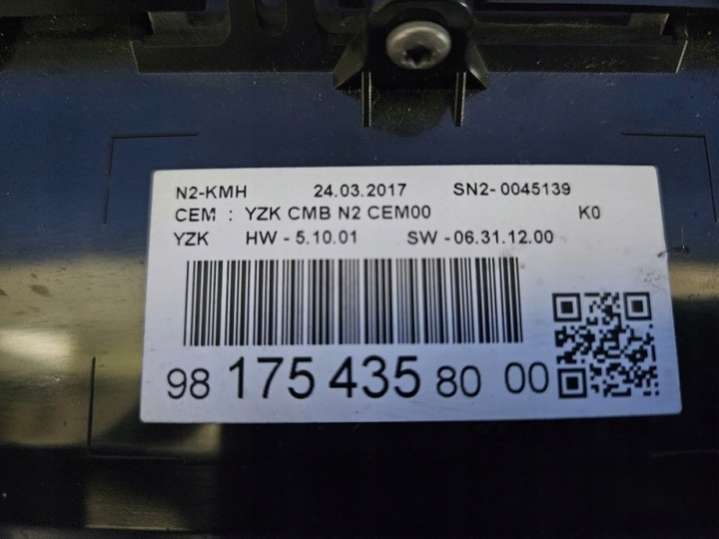 N2-KMH 24.03.2017 SN2-0045139
CEM : YZK CMB N2 CEM00 K0
YZK HW - 5.10.01 SW - 06.31.12.00
98 175 435 80 00